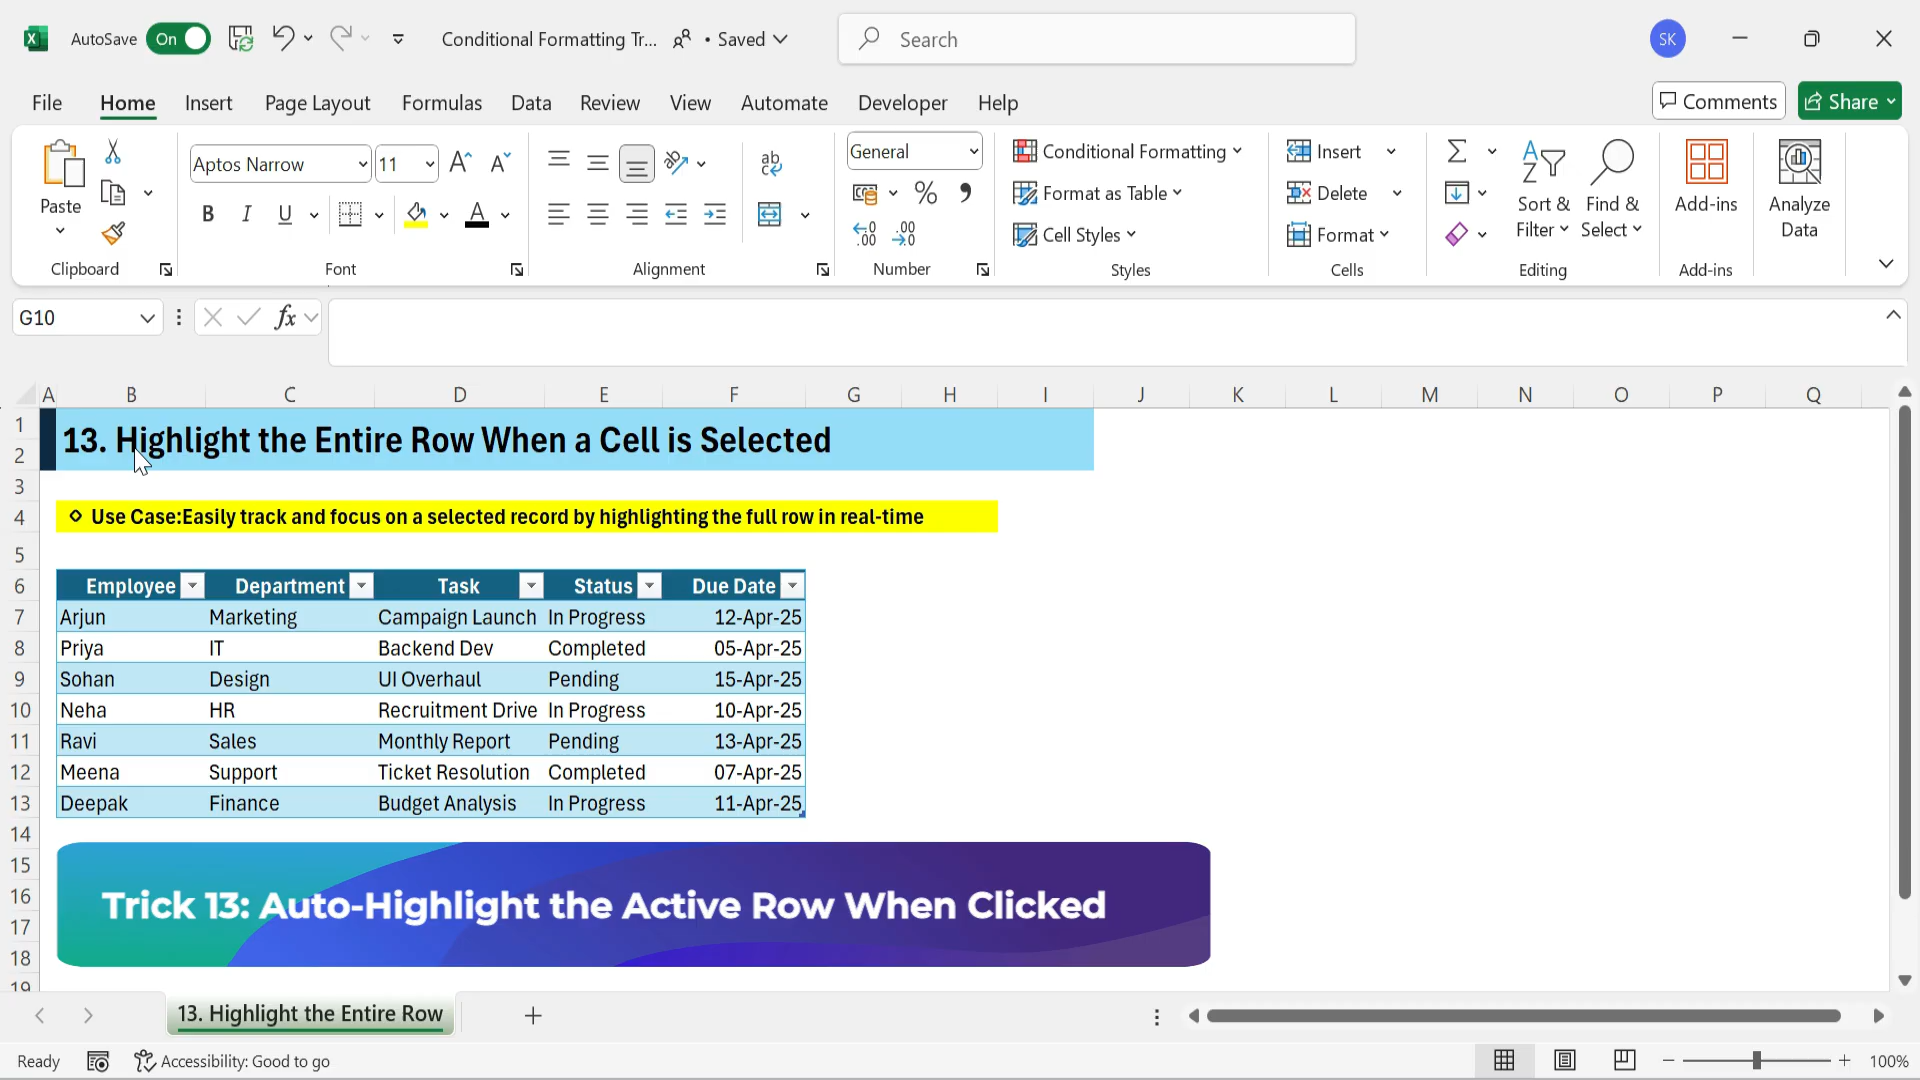 AutoSave On Conditional Formatting Tr... • Saved Search SK
File Home Insert Page Layout Formulas Data Review View Automate Developer Help Comments Share
Paste
Clipboard
Aptos Narrow 11
B I U
Font
ab
Alignment
General
% ,
Number
Conditional Formatting
Format as Table
Cell Styles
Styles
Insert
Delete
Format
Cells
Sort & Filter
Find & Select
Editing
Add-ins
Add-ins
Analyze Data
G10 fx
A B C D E F G H I J K L M N O P Q
1 13. Highlight the Entire Row When a Cell is Selected
2
3
4 Use Case:Easily track and focus on a selected record by highlighting the full row in real-time
5
6 Employee Department Task Status Due Date
7 Arjun Marketing Campaign Launch In Progress 12-Apr-25
8 Priya IT Backend Dev Completed 05-Apr-25
9 Sohan Design UI Overhaul Pending 15-Apr-25
10 Neha HR Recruitment Drive In Progress 10-Apr-25
11 Ravi Sales Monthly Report Pending 13-Apr-25
12 Meena Support Ticket Resolution Completed 07-Apr-25
13 Deepak Finance Budget Analysis In Progress 11-Apr-25
14
15
16 Trick 13: Auto-Highlight the Active Row When Clicked
17
18
19
13. Highlight the Entire Row
Ready Accessibility: Good to go 100%